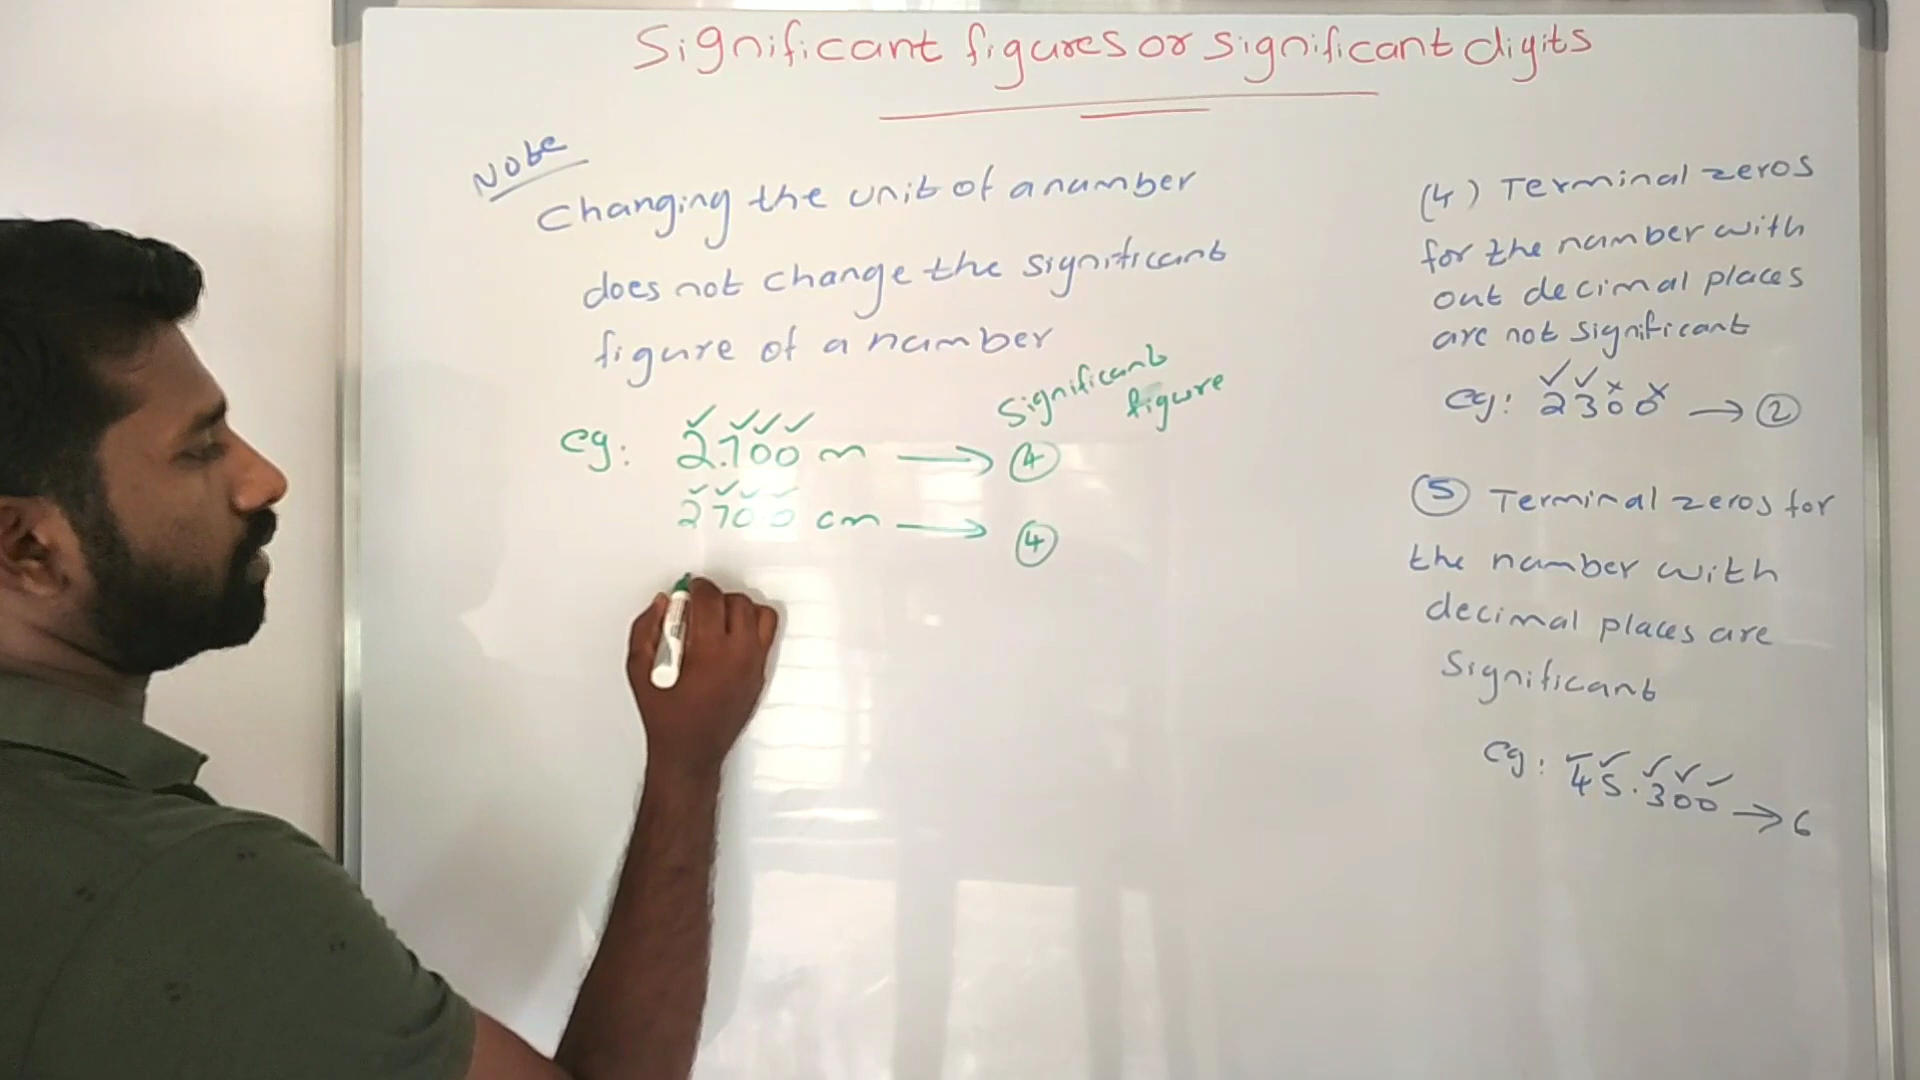 Significant figures or significant digits
Note
Changing the unit of a number
does not change the significant
figure of a number
Significant
figure
eg: 2.700 m → 4
2700 cm → 4
(4) Terminal zeros
for the number with
out decimal places
are not significant
eg: 2300 → 2
5 Terminal zeros for
the number with
decimal places are
Significant
eg: 45.300 → 6